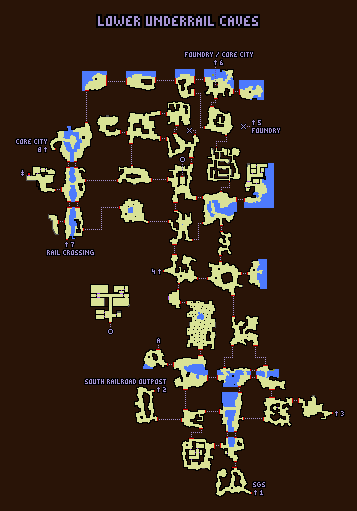 LOWER UNDERRAIL CAVES
FOUNDRY / CORE CITY
↑6
↑5
FOUNDRY
CORE CITY
8↑
↑7
RAIL CROSSING
4↑
A
SOUTH RAILROAD OUTPOST
↑2
↑3
SGS
↑1